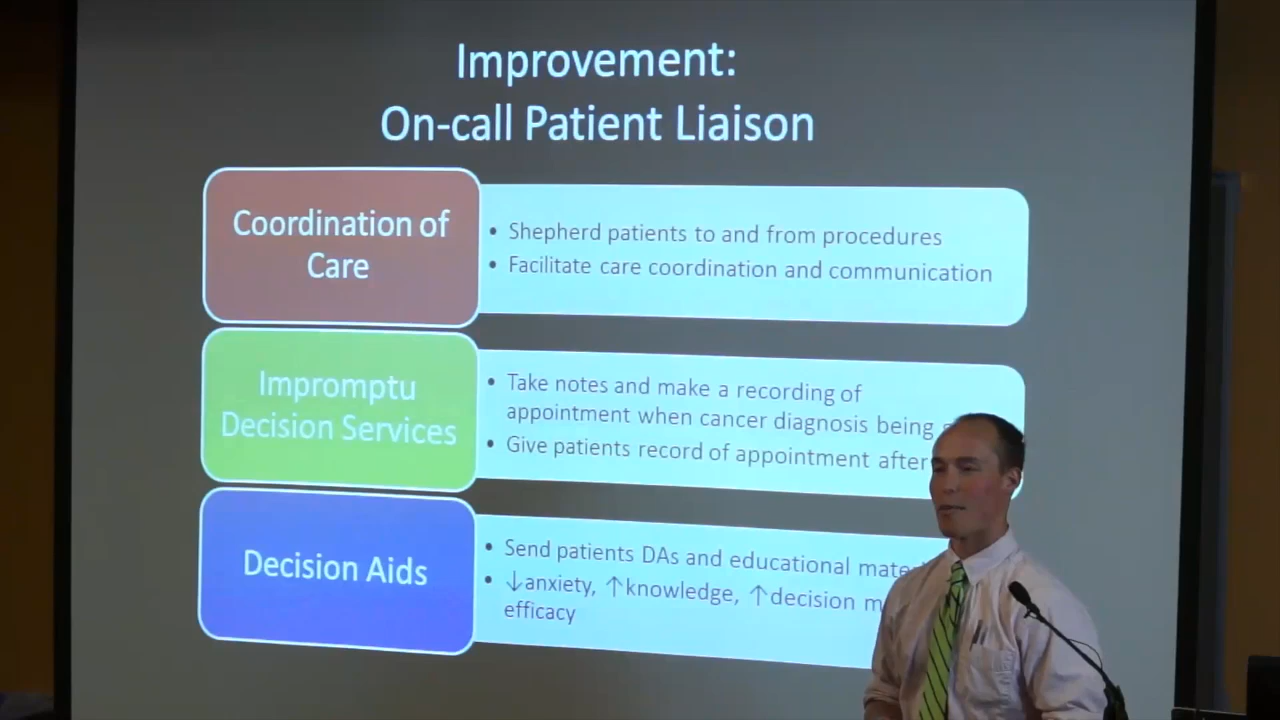 Improvement:
On-call Patient Liaison
Coordination of
Care
• Shepherd patients to and from procedures
• Facilitate care coordination and communication
Impromptu
Decision Services
• Take notes and make a recording of
appointment when cancer diagnosis being
• Give patients record of appointment after
Decision Aids
• Send patients DAs and educational
• ↓anxiety, ↑knowledge, ↑decision
efficacy